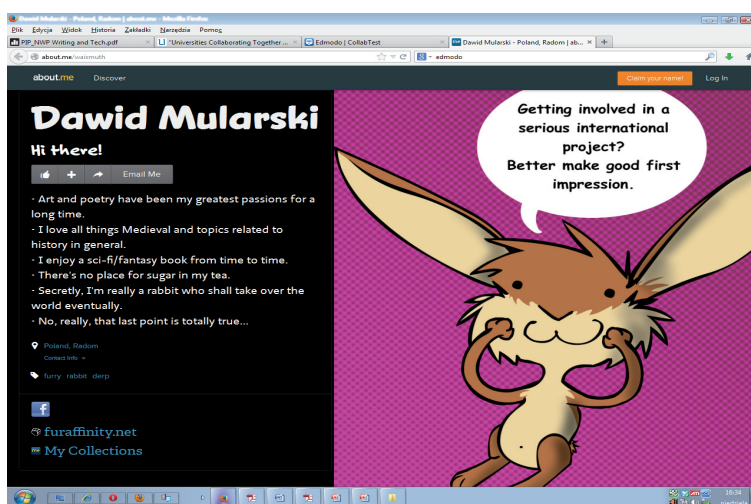 Dawid Mularski - Poland, Radom | about.me - Mozilla Firefox
Plik Edycja Widok Historia Zakładki Narzędzia Pomoc
PIP_NWP Writing and Tech.pdf × "Universities Collaborating Together ... × Edmodo | CollabTest × Dawid Mularski - Poland, Radom | ab... × +
about.me/waismuth edmodo
about.me Discover Claim your name! Log In
Dawid Mularski
Hi there!
Email Me
- Art and poetry have been my greatest passions for a
long time.
- I love all things Medieval and topics related to
history in general.
- I enjoy a sci-fi/fantasy book from time to time.
- There's no place for sugar in my tea.
- Secretly, I'm really a rabbit who shall take over the
world eventually.
- No, really, that last point is totally true...
Poland, Radom
Contact Info
furry rabbit derp
f
furaffinity.net
My Collections
Getting involved in a
serious international
project?
Better make good first
impression.
16:34
niedziela